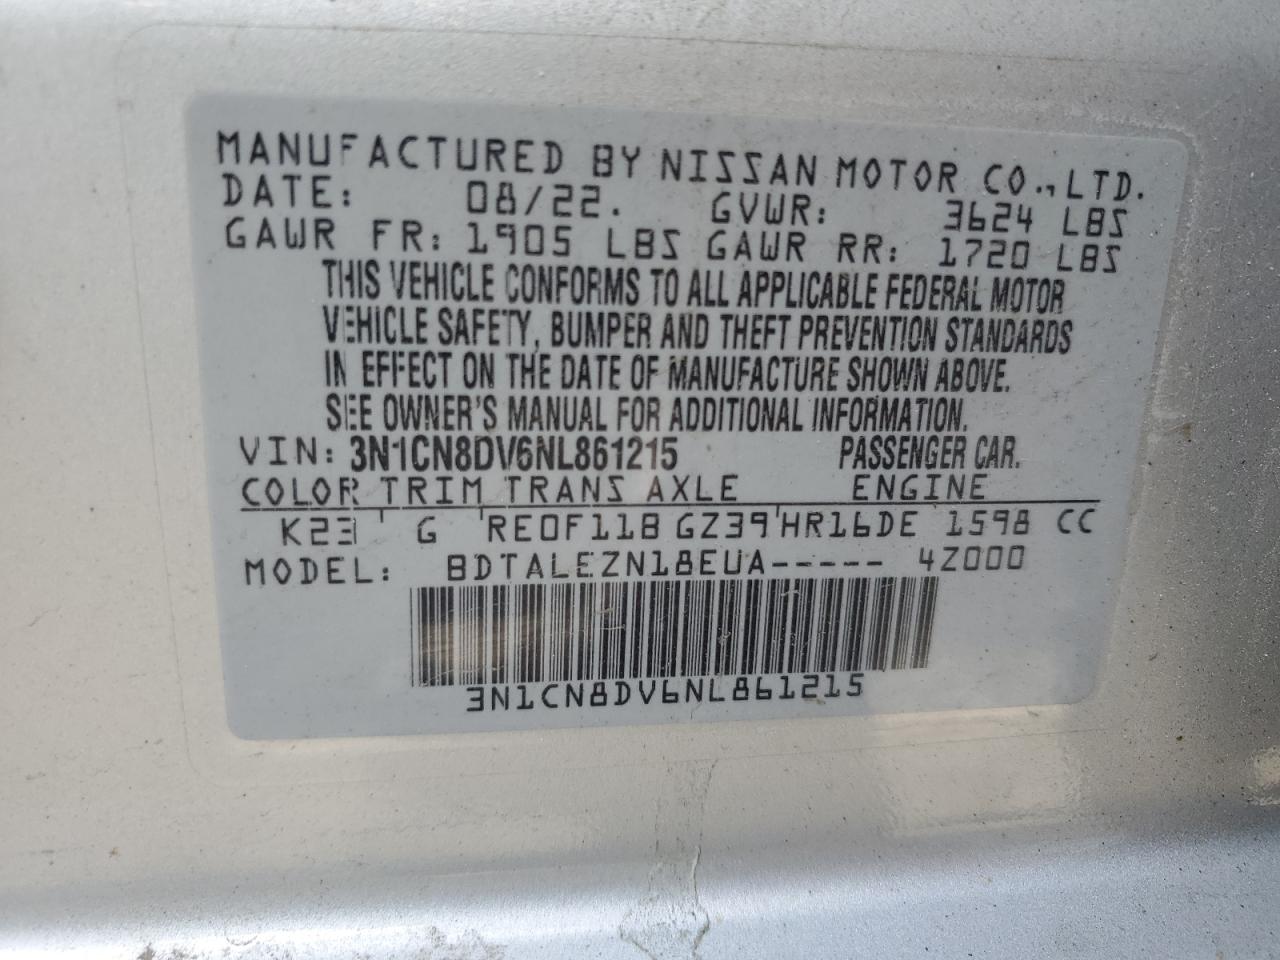 MANUFACTURED BY NISSAN MOTOR CO., LTD.
DATE: 08/22. GVWR: 3624 LBS
GAWR FR: 1905 LBS GAWR RR: 1720 LBS
THIS VEHICLE CONFORMS TO ALL APPLICABLE FEDERAL MOTOR
VEHICLE SAFETY, BUMPER AND THEFT PREVENTION STANDARDS
IN EFFECT ON THE DATE OF MANUFACTURE SHOWN ABOVE.
SEE OWNER'S MANUAL FOR ADDITIONAL INFORMATION.
VIN: 3N1CN8DV6NL861215 PASSENGER CAR.
COLOR TRIM TRANS AXLE ENGINE
K23 ' G 'RE0F11B GZ39'HR16DE 1598 CC
MODEL: BDTALEZN18EUA----- 4Z000
3N1CN8DV6NL861215